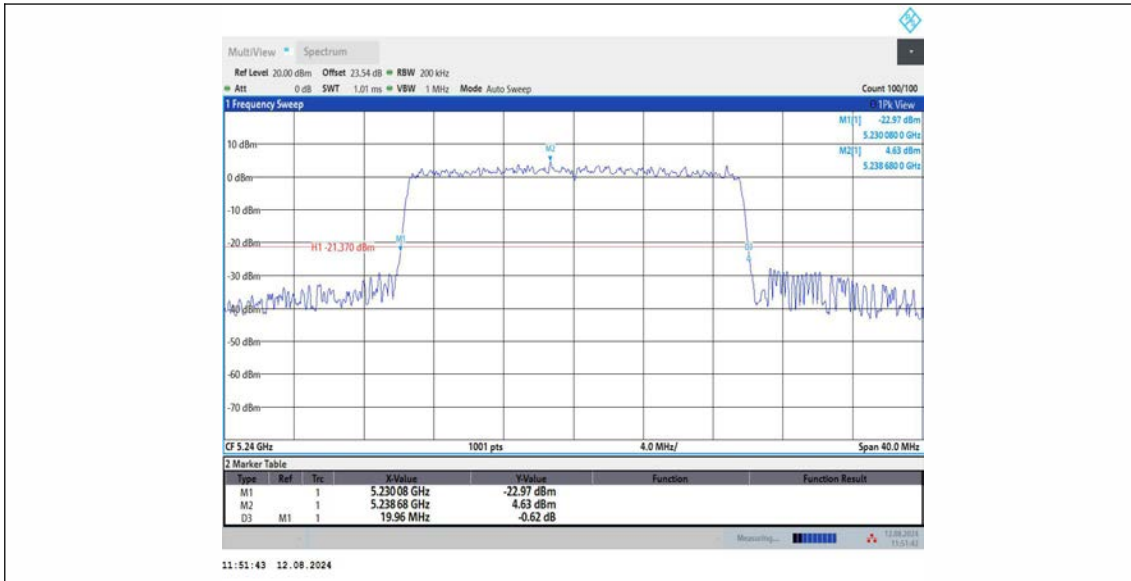 MultiView Spectrum
Ref Level 20.00 dBm Offset 23.54 dB RBW 200 kHz
Att 0 dB SWT 1.01 ms VBW 1 MHz Mode Auto Sweep Count 100/100
1 Frequency Sweep 1Pk View
M1[1] -22.97 dBm
5.230 080 0 GHz
M2[1] 4.63 dBm
5.238 680 0 GHz
10 dBm
M2
0 dBm
-10 dBm
-20 dBm
M1
H1 -21.370 dBm
D3
-30 dBm
-40 dBm
-50 dBm
-60 dBm
-70 dBm
CF 5.24 GHz 1001 pts 4.0 MHz/ Span 40.0 MHz
2 Marker Table
Type Ref Trc X-Value Y-Value Function Function Result
M1 1 5.230 08 GHz -22.97 dBm
M2 1 5.238 68 GHz 4.63 dBm
D3 M1 1 19.96 MHz -0.62 dB
Measuring... 12.08.2024
11:51:42
11:51:43 12.08.2024